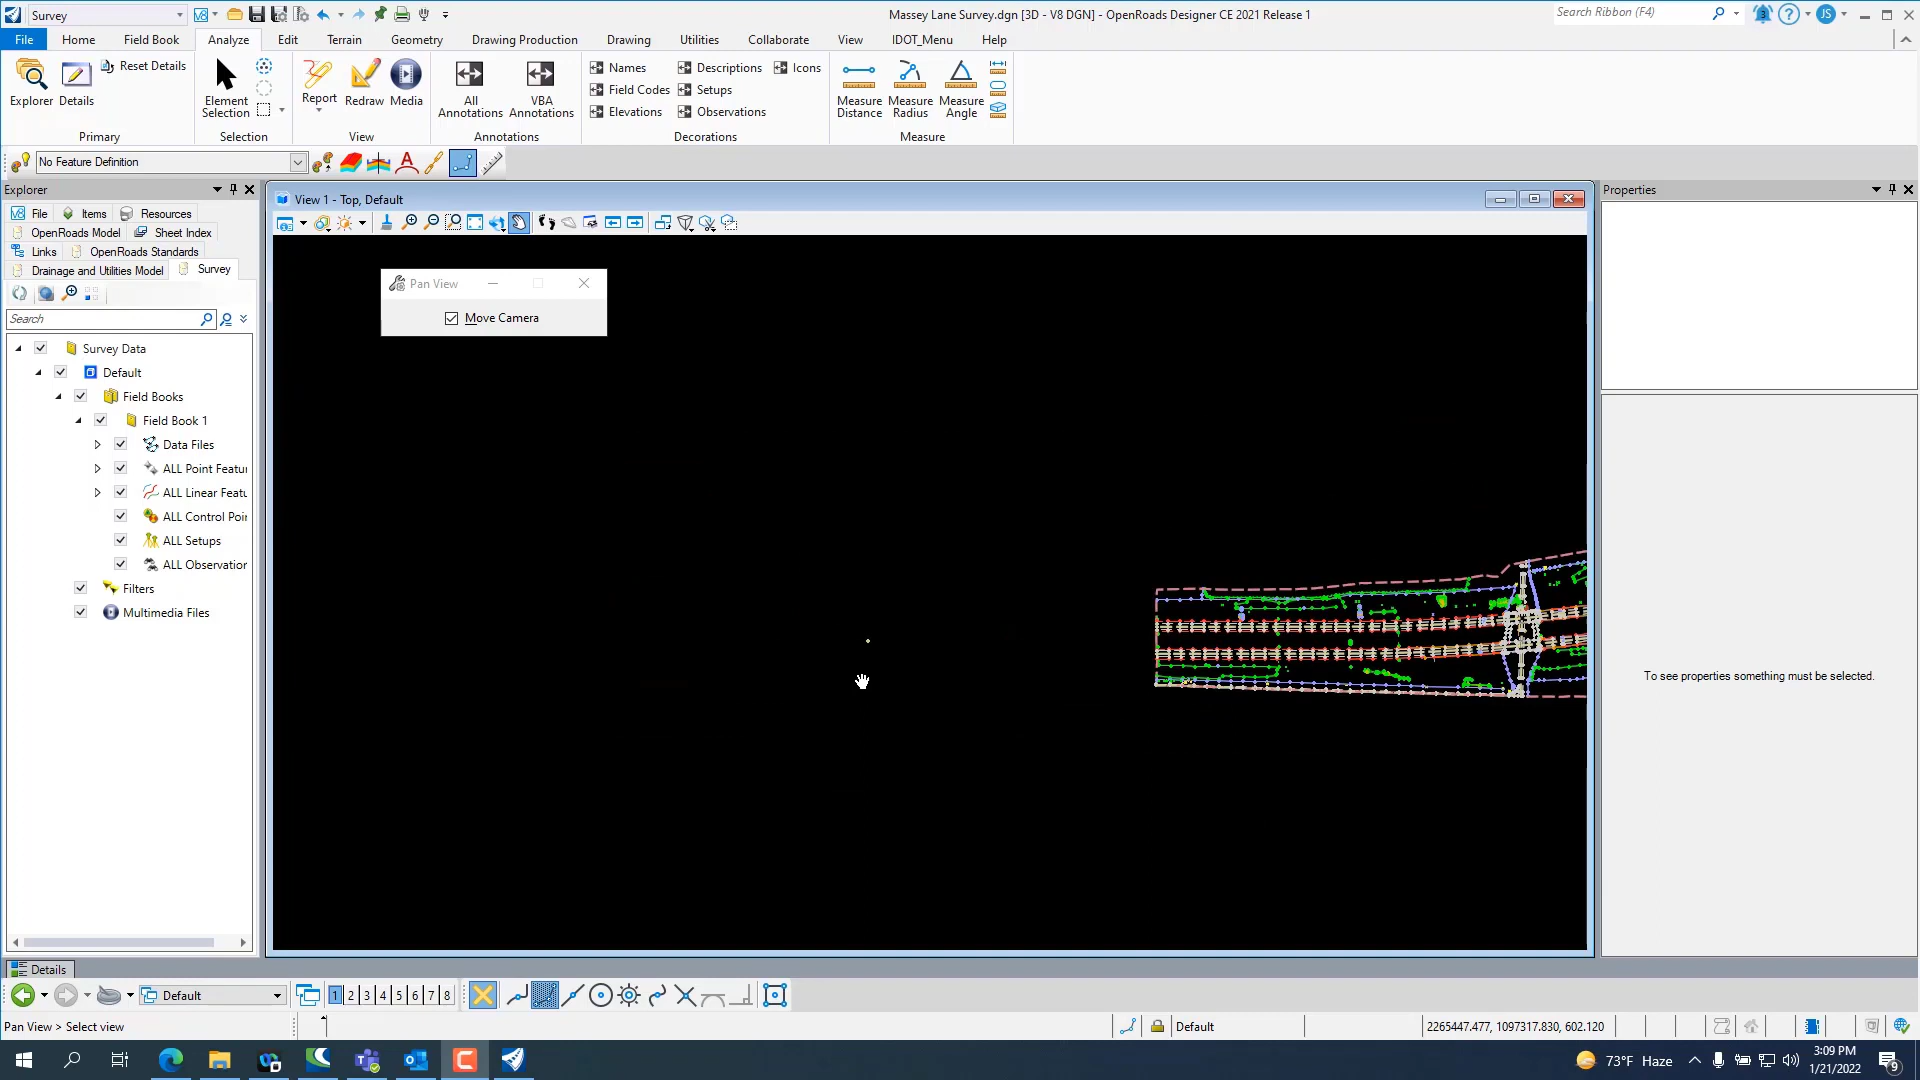 Survey
Massey Lane Survey.dgn [3D - V8 DGN] - OpenRoads Designer CE 2021 Release 1
Search Ribbon (F4)
JS
File Home Field Book Analyze Edit Terrain Geometry Drawing Production Drawing Utilities Collaborate View IDOT_Menu Help
Explorer
Details
Reset Details
Primary
Element Selection
Selection
Report
Redraw
Media
View
All Annotations
VBA Annotations
Annotations
Names
Descriptions
Icons
Field Codes
Setups
Elevations
Observations
Decorations
Measure Distance
Measure Radius
Measure Angle
Measure
No Feature Definition
Explorer
File Items Resources
OpenRoads Model Sheet Index
Links OpenRoads Standards
Drainage and Utilities Model Survey
Search
Survey Data
Default
Field Books
Field Book 1
Data Files
ALL Point Featu
ALL Linear Featu
ALL Control Poi
ALL Setups
ALL Observation
Filters
Multimedia Files
View 1 - Top, Default
Pan View
Move Camera
Properties
To see properties something must be selected.
Details
Default
1 2 3 4 5 6 7 8
Pan View > Select view
Default
2265447.477, 1097317.830, 602.120
73°F Haze
3:09 PM
1/21/2022
9